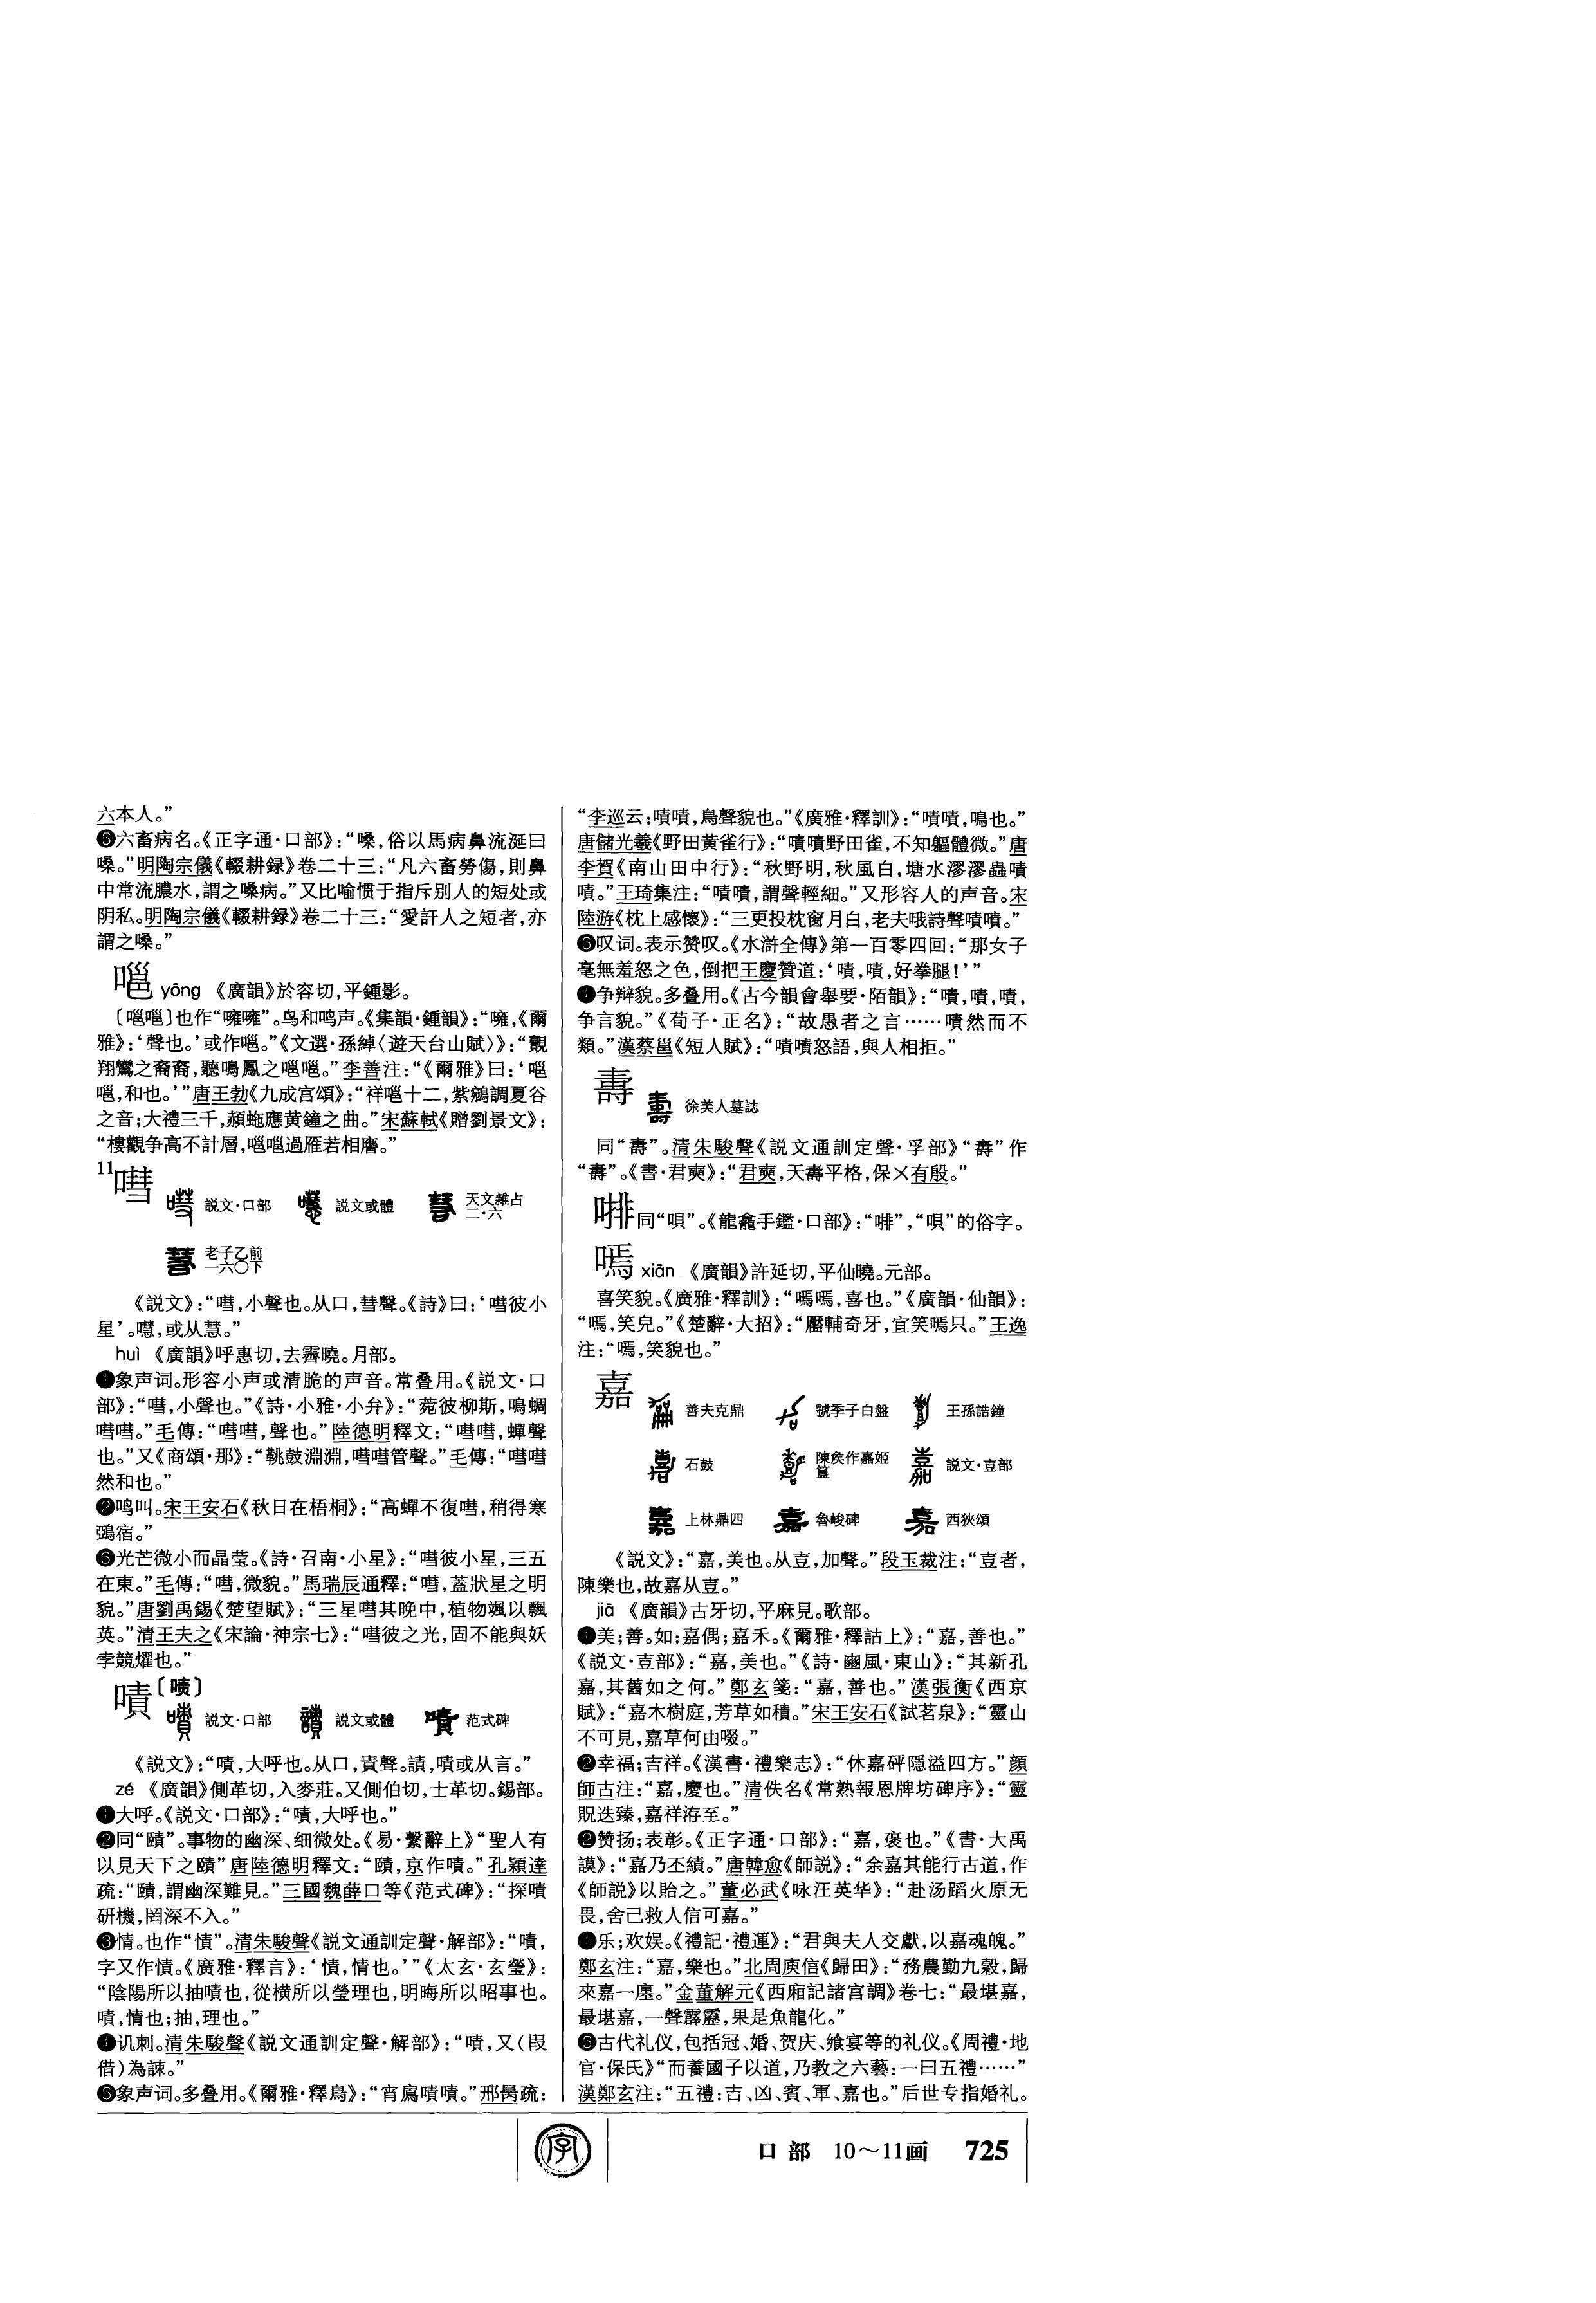 六本人。”
❺六畜病名。《正字通·口部》：“嗓，俗以馬病鼻流涎曰
嗓。”明陶宗儀《輟耕録》卷二十三：“凡六畜勞傷，則鼻
中常流膿水，謂之嗓病。”又比喻惯于指斥别人的短处或
阴私。明陶宗儀《輟耕録》卷二十三：“愛訐人之短者，亦
謂之嗓。”
嗈 yōng 《廣韻》於容切，平鍾影。
〔嗈嗈〕也作“噰噰”。鸟和鸣声。《集韻·鍾韻》：“噰，《爾
雅》：‘聲也。’或作嗈。”《文選·孫綽〈遊天台山賦〉》：“覿
翔鸞之裔裔，聽鳴鳳之嗈嗈。”李善注：“《爾雅》曰：‘嗈
嗈，和也。’”唐王勃《九成宫頌》：“祥嗈十二，紫鵷調夏谷
之音；大禮三千，頳虵應黄鐘之曲。”宋蘇軾《贈劉景文》：
“樓觀争高不計層，嗈嗈過雁若相譍。”
11
嘒 説文·口部 説文或體 天文雜占二·六
老子乙前一六〇下
《説文》：“嘒，小聲也。从口，彗聲。《詩》曰：‘嘒彼小
星’。嚖，或从慧。”
huì 《廣韻》呼惠切，去霽曉。月部。
❶象声词。形容小声或清脆的声音。常叠用。《説文·口
部》：“嘒，小聲也。”《詩·小雅·小弁》：“菀彼柳斯，鳴蜩
嘒嘒。”毛傳：“嘒嘒，聲也。”陸德明釋文：“嘒嘒，蟬聲
也。”又《商頌·那》：“鞉鼓淵淵，嘒嘒管聲。”毛傳：“嘒嘒
然和也。”
❷鸣叫。宋王安石《秋日在梧桐》：“高蟬不復嘒，稍得寒
鵶宿。”
❸光芒微小而晶莹。《詩·召南·小星》：“嘒彼小星，三五
在東。”毛傳：“嘒，微貌。”馬瑞辰通釋：“嘒，蓋狀星之明
貌。”唐劉禹錫《楚望賦》：“三星嘒其晚中，植物颯以飄
英。”清王夫之《宋論·神宗七》：“嘒彼之光，固不能與妖
孛競燿也。”
嘖〔啧〕
説文·口部 説文或體 范式碑
《説文》：“嘖，大呼也。从口，責聲。讀，嘖或从言。”
zé 《廣韻》側革切，入麥莊。又側伯切，士革切。錫部。
❶大呼。《説文·口部》：“嘖，大呼也。”
❷同“賾”。事物的幽深、细微处。《易·繫辭上》“聖人有
以見天下之賾”唐陸德明釋文：“賾，京作嘖。”孔穎達
疏：“賾，謂幽深難見。”三國魏薛口等《范式碑》：“探嘖
研機，罔深不入。”
❸情。也作“㥽”。清朱駿聲《説文通訓定聲·解部》：“嘖，
字又作㥽。《廣雅·釋言》：‘㥽，情也。’”《太玄·玄瑩》：
“陰陽所以抽嘖也，從横所以瑩理也，明晦所以昭事也。
嘖，情也；抽，理也。”
❹讥刺。清朱駿聲《説文通訓定聲·解部》：“嘖，又（叚
借）為諫。”
❺象声词。多叠用。《爾雅·釋鳥》：“宵鳸嘖嘖。”邢昺疏：
“李巡云：嘖嘖，鳥聲貌也。”《廣雅·釋訓》：“嘖嘖，鳴也。”
唐儲光羲《野田黄雀行》：“嘖嘖野田雀，不知軀體微。”唐
李賀《南山田中行》：“秋野明，秋風白，塘水漻漻蟲嘖
嘖。”王琦集注：“嘖嘖，謂聲輕細。”又形容人的声音。宋
陸游《枕上感懷》：“三更投枕窗月白，老夫哦詩聲嘖嘖。”
❻叹词。表示赞叹。《水滸全傳》第一百零四回：“那女子
毫無羞怒之色，倒把王慶贊道：‘嘖，嘖，好拳腿！’”
❼争辩貌。多叠用。《古今韻會舉要·陌韻》：“嘖，嘖，嘖，
争言貌。”《荀子·正名》：“故愚者之言……嘖然而不
類。”漢蔡邕《短人賦》：“嘖嘖怒語，與人相拒。”
徐美人墓誌
同“壽”。清朱駿聲《説文通訓定聲·孚部》“壽”作
“壽”。《書·君奭》：“君奭，天壽平格，保乂有殷。”
啡同“唄”。《龍龕手鑑·口部》：“啡”，“唄”的俗字。
嘕 xiān 《廣韻》許延切，平仙曉。元部。
喜笑貌。《廣雅·釋訓》：“嘕嘕，喜也。”《廣韻·仙韻》：
“嘕，笑皃。”《楚辭·大招》：“靨輔奇牙，宜笑嘕只。”王逸
注：“嘕，笑貌也。”
嘉 善夫克鼎 虢季子白盤 王孫誥鐘
石鼓 陳矦作嘉姬簋 説文·壴部
上林鼎四 魯峻碑 西狹頌
《説文》：“嘉，美也。从壴，加聲。”段玉裁注：“壴者，
陳樂也，故嘉从壴。”
jiā 《廣韻》古牙切，平麻見。歌部。
❶美；善。如：嘉偶；嘉禾。《爾雅·釋詁上》：“嘉，善也。”
《説文·壴部》：“嘉，美也。”《詩·豳風·東山》：“其新孔
嘉，其舊如之何。”鄭玄箋：“嘉，善也。”漢張衡《西京
賦》：“嘉木樹庭，芳草如積。”宋王安石《試茗泉》：“靈山
不可見，嘉草何由啜。”
❷幸福；吉祥。《漢書·禮樂志》：“休嘉砰隱溢四方。”顔
師古注：“嘉，慶也。”清佚名《常熟報恩牌坊碑序》：“靈
貺迭臻，嘉祥洊至。”
❷赞扬；表彰。《正字通·口部》：“嘉，褒也。”《書·大禹
謨》：“嘉乃丕績。”唐韓愈《師説》：“余嘉其能行古道，作
《師説》以貽之。”董必武《咏汪英华》：“赴汤蹈火原无
畏，舍己救人信可嘉。”
❹乐；欢娱。《禮記·禮運》：“君與夫人交獻，以嘉魂魄。”
鄭玄注：“嘉，樂也。”北周庾信《歸田》：“務農勤九穀，歸
來嘉一廛。”金董解元《西廂記諸宫調》卷七：“最堪嘉，
最堪嘉，一聲霹靂，果是魚龍化。”
❺古代礼仪，包括冠、婚、贺庆、飨宴等的礼仪。《周禮·地
官·保氏》“而養國子以道，乃教之六藝：一曰五禮……”
漢鄭玄注：“五禮：吉、凶、賓、軍、嘉也。”后世专指婚礼。
字
口部 10～11画 725